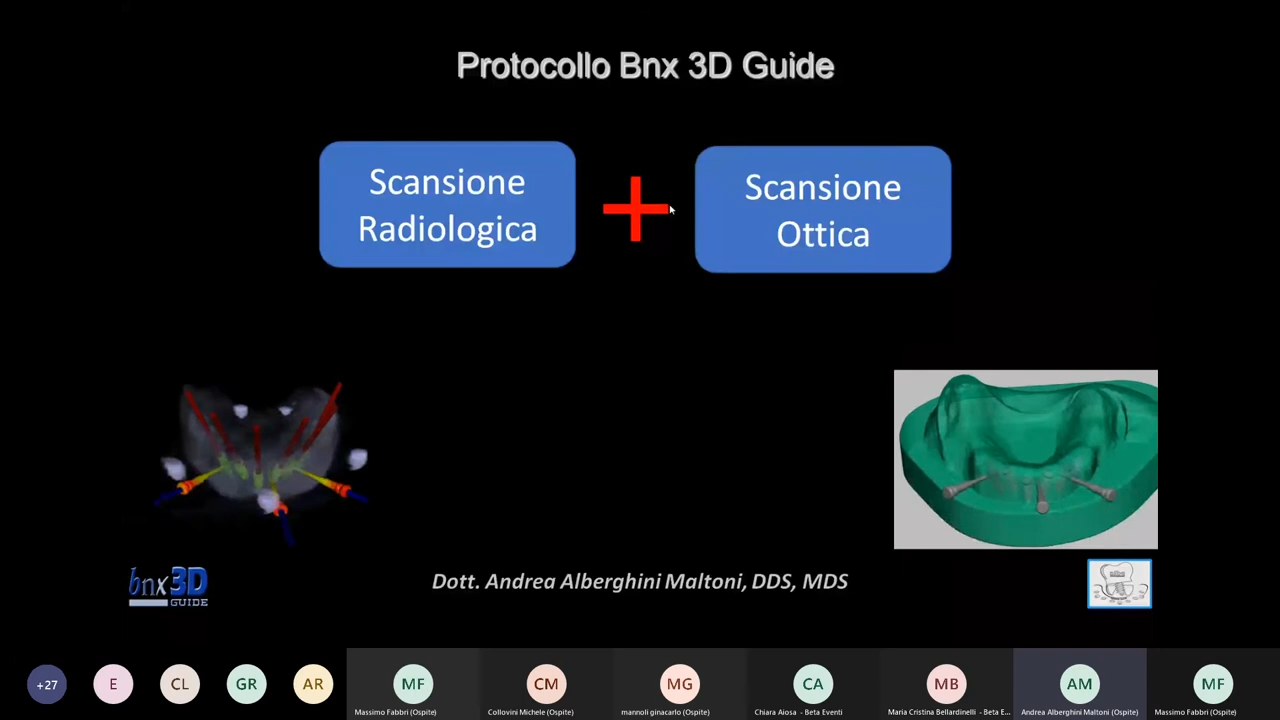 Protocollo Bnx 3D Guide
Scansione
Radiologica
Scansione
Ottica
bnx3D
GUIDE
Dott. Andrea Alberghini Maltoni, DDS, MDS
+27
E
CL
GR
AR
MF
CM
MG
CA
MB
AM
MF
Massimo Fabbri (Ospite)
Collovini Michele (Ospite)
mannoli ginacarlo (Ospite)
Chiara Aiosa - Beta Eventi
Maria Cristina Bellardinelli - Beta E...
Andrea Alberghini Maltoni (Ospite)
Massimo Fabbri (Ospite)